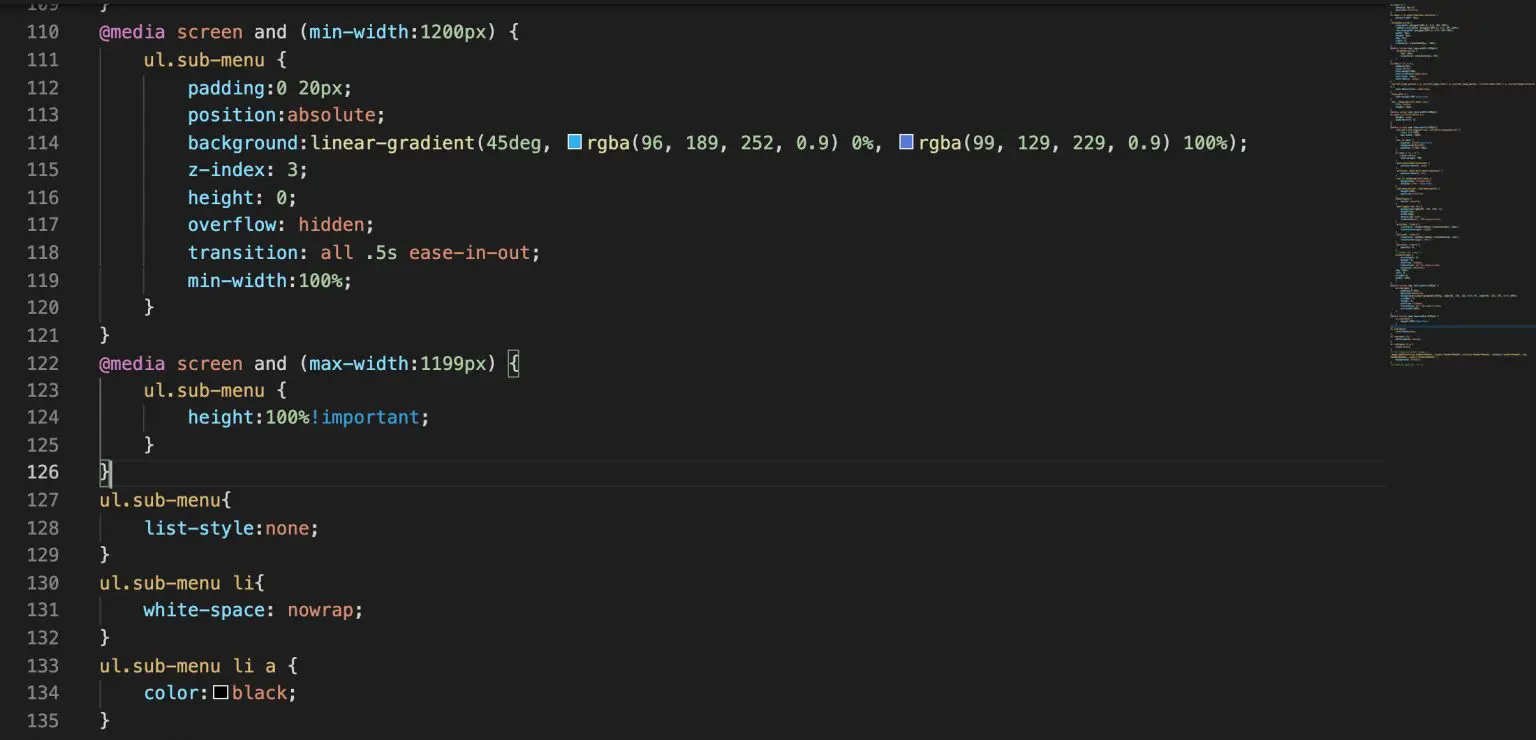 109 }
110 @media screen and (min-width:1200px) {
111 ul.sub-menu {
112 padding:0 20px;
113 position:absolute;
114 background:linear-gradient(45deg, rgba(96, 189, 252, 0.9) 0%, rgba(99, 129, 229, 0.9) 100%);
115 z-index: 3;
116 height: 0;
117 overflow: hidden;
118 transition: all .5s ease-in-out;
119 min-width:100%;
120 }
121 }
122 @media screen and (max-width:1199px) {
123 ul.sub-menu {
124 height:100%!important;
125 }
126 }
127 ul.sub-menu{
128 list-style:none;
129 }
130 ul.sub-menu li{
131 white-space: nowrap;
132 }
133 ul.sub-menu li a {
134 color:black;
135 }